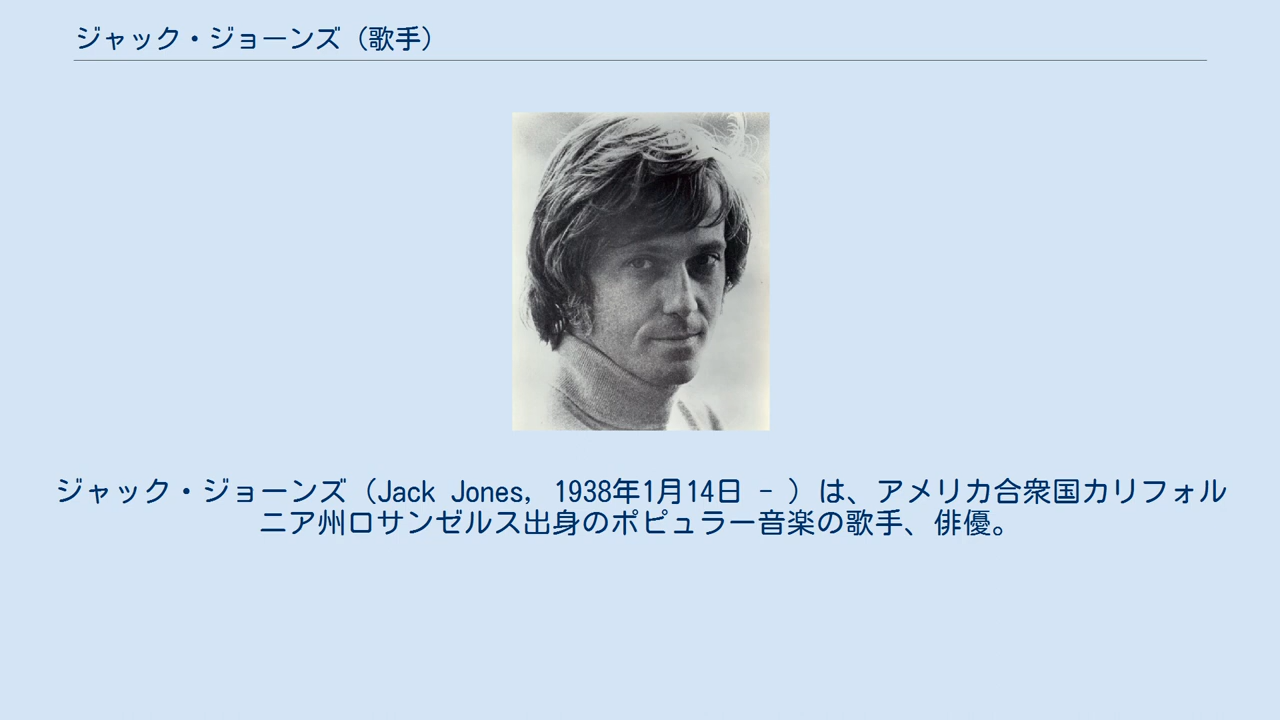 ジャック・ジョーンズ（歌手）
ジャック・ジョーンズ（Jack Jones, 1938年1月14日 - ）は、アメリカ合衆国カリフォル
ニア州ロサンゼルス出身のポピュラー音楽の歌手、俳優。